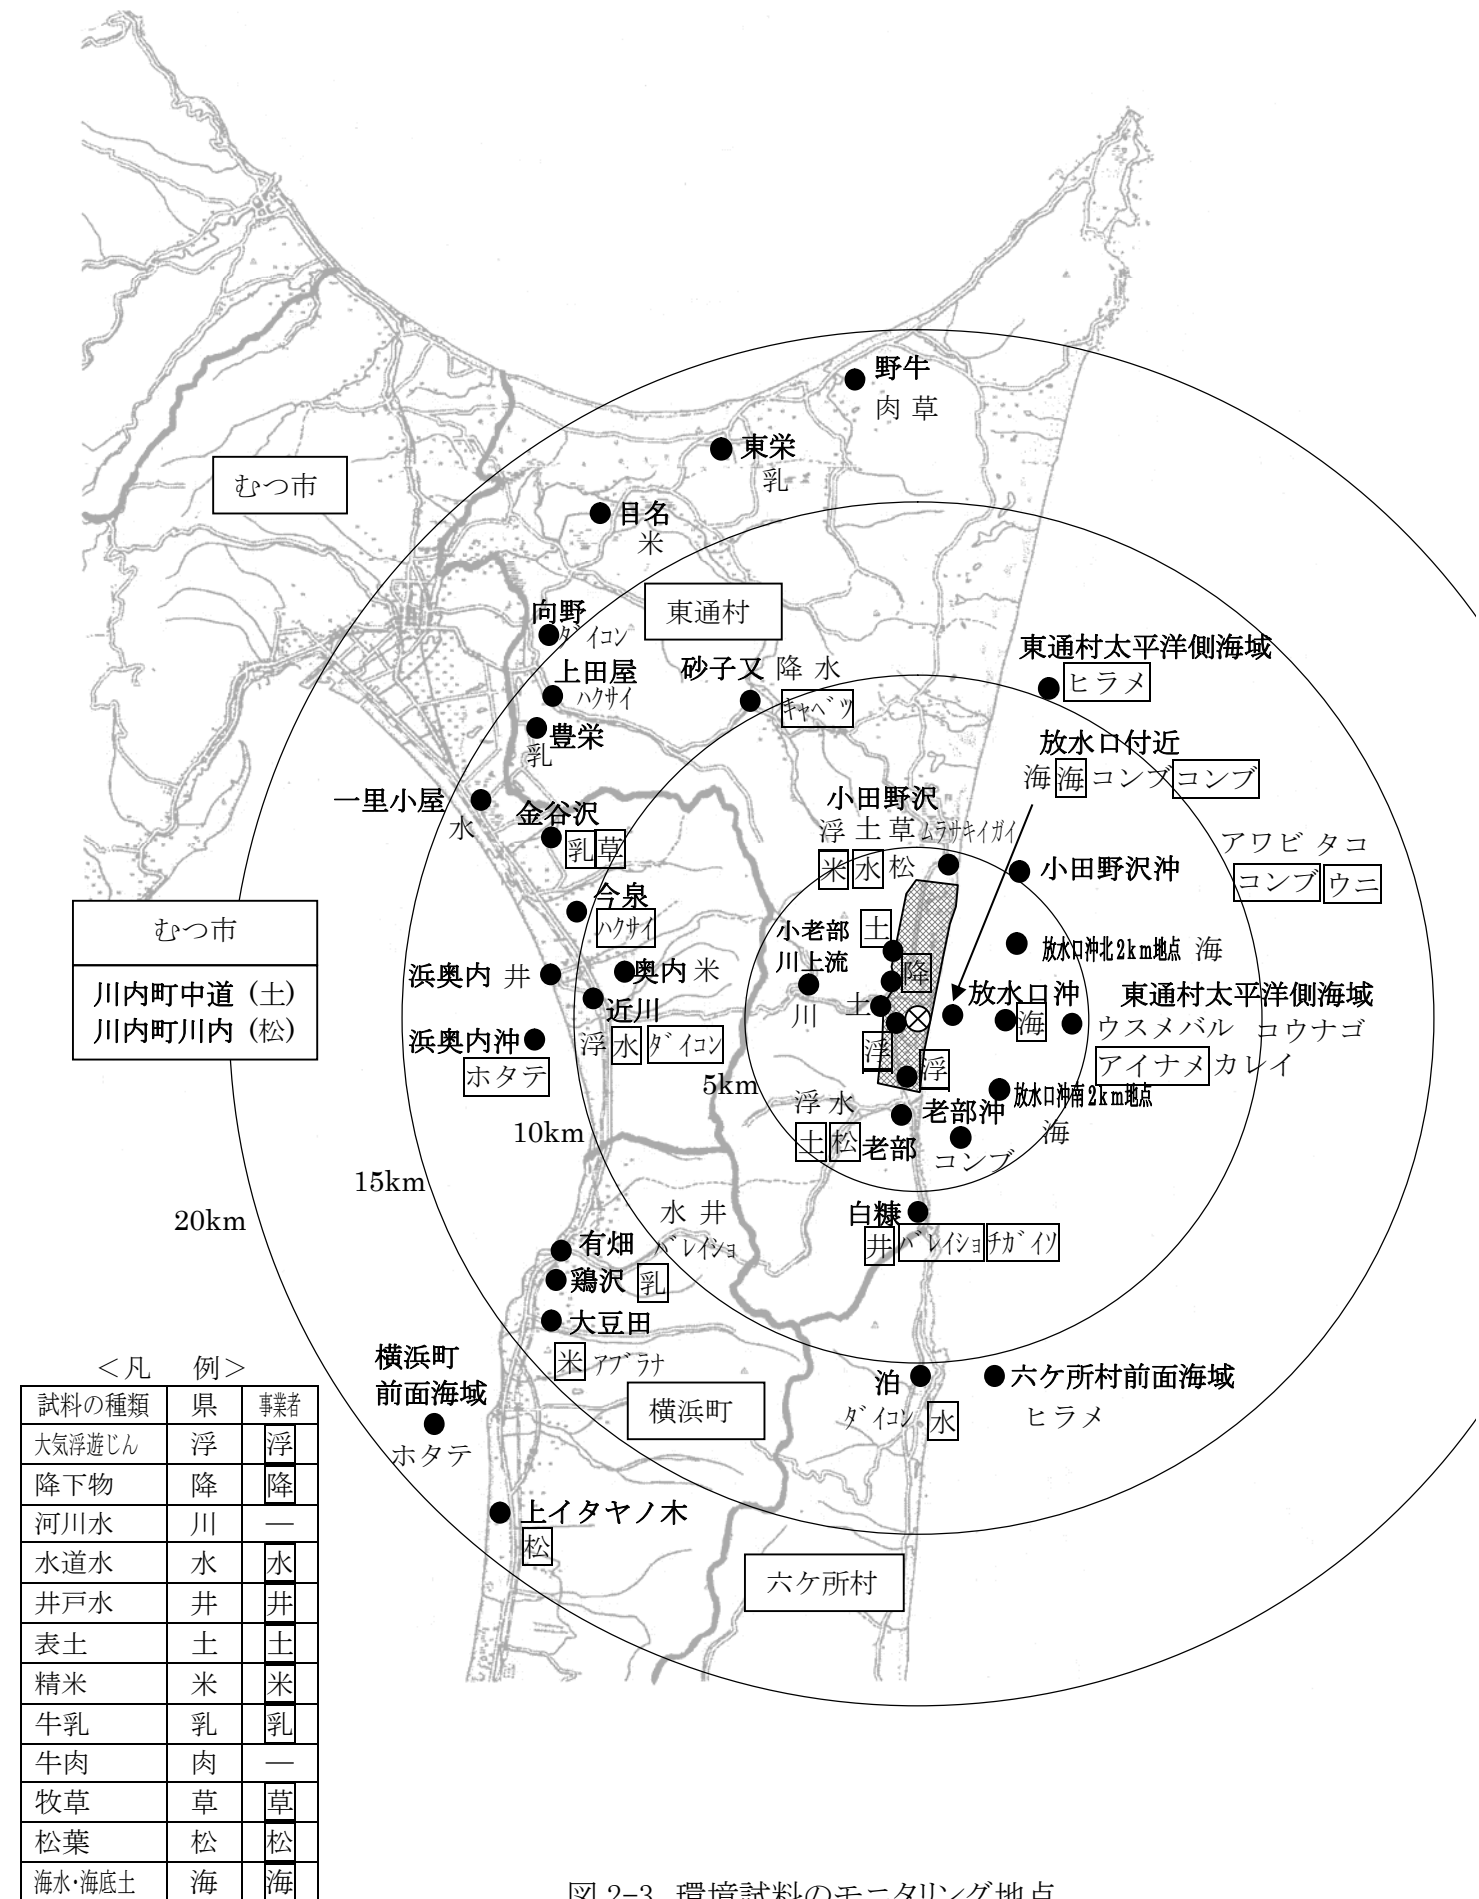 野牛
肉 草
東栄
乳
むつ市
目名
米
東通村
向野
ダイコン
上田屋
ハクサイ
砂子又 降 水
キャベツ
豊栄
乳
東通村太平洋側海域
ヒラメ
放水口付近
海 海 コンブ コンブ
一里小屋
水
金谷沢
乳 草
小田野沢
浮 土 草 ムラサキイガイ
米 水 松
アワビ タコ
小田野沢沖
コンブ ウニ
今泉
ハクサイ
むつ市
川内町中道 (土)
川内町川内 (松)
浜奥内 井
奥内 米
近川
浮 水 ダイコン
浜奥内沖
ホタテ
小老部
川上流
川
土
降
土
浮
浮
放水口沖北2km地点 海
放水口沖
海
東通村太平洋側海域
ウスメバル コウナゴ
アイナメ カレイ
放水口沖南2km地点
海
5km
10km
15km
20km
浮 水
土 松 老部
老部沖
コンブ
白糠
井 バレイショ チガイソ
水 井
有畑 バレイショ
鶏沢 乳
大豆田
米 アブラナ
横浜町
前面海域
ホタテ
横浜町
泊
ダイコン 水
六ケ所村前面海域
ヒラメ
上イタヤノ木
松
六ケ所村
＜凡 例＞
試料の種類 県 事業者
大気浮遊じん 浮 浮
降下物 降 降
河川水 川 —
水道水 水 水
井戸水 井 井
表土 土 土
精米 米 米
牛乳 乳 乳
牛肉 肉 —
牧草 草 草
松葉 松 松
海水・海底土 海 海
図 2-3 環境試料のモニタリング地点